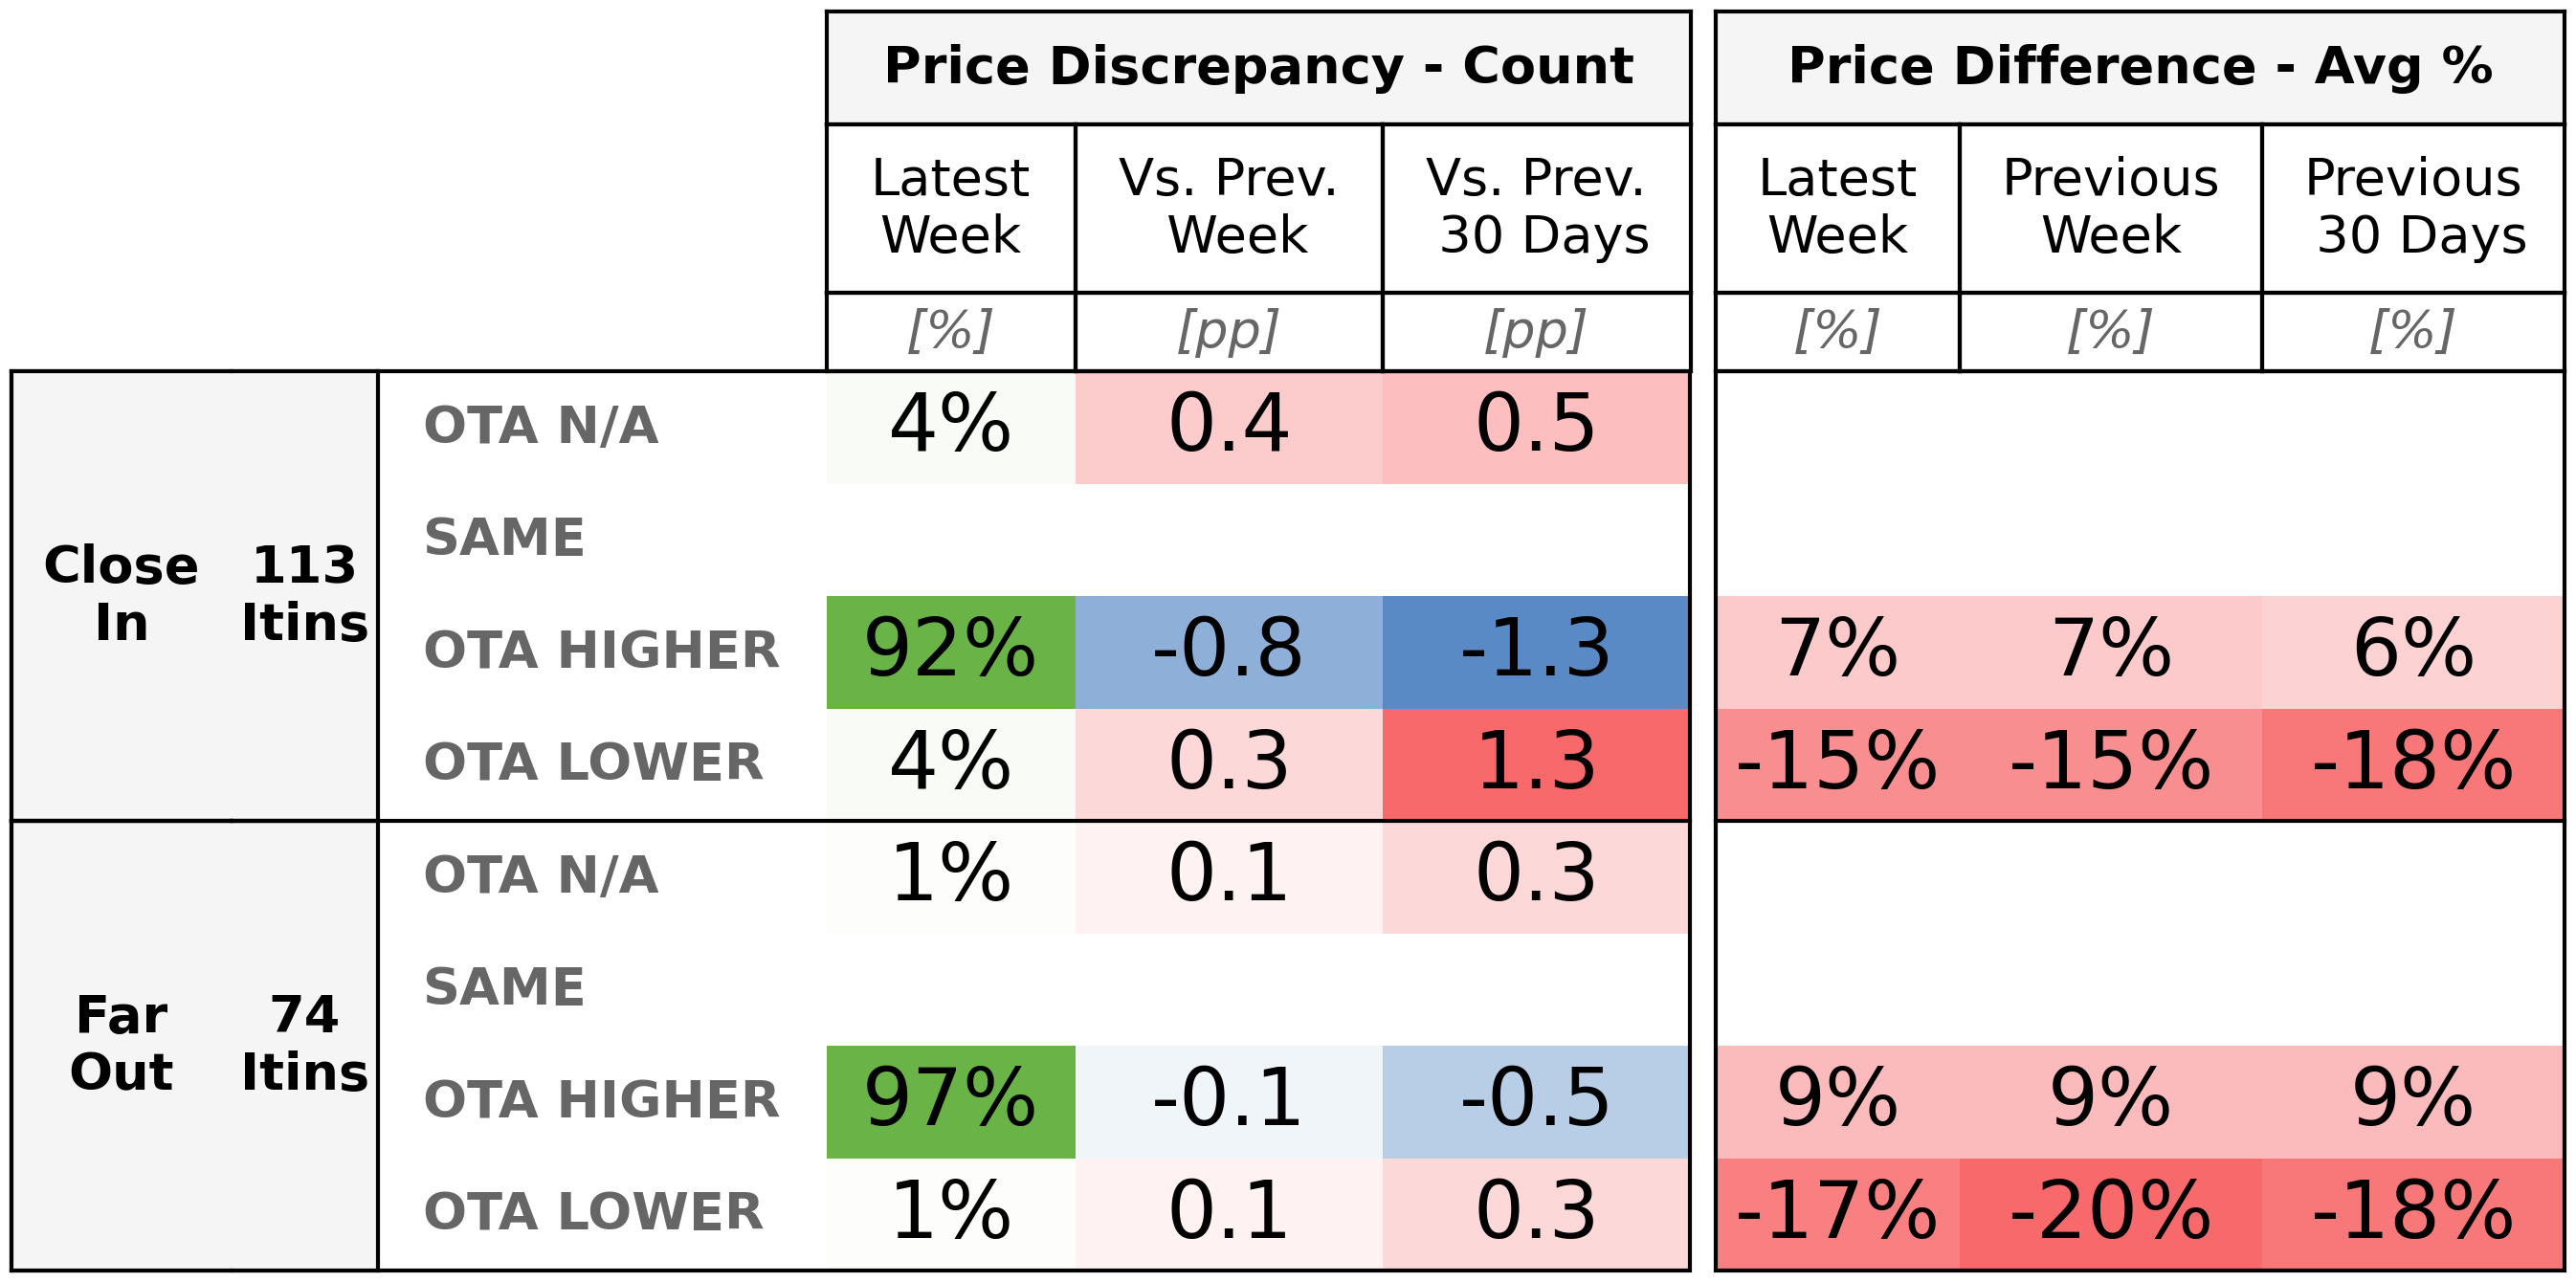 Price Discrepancy - Count Price Difference - Avg %
Latest Vs. Prev. Vs. Prev. Latest Previous Previous
Week Week 30 Days Week Week 30 Days
[%] [pp] [pp] [%] [%] [%]
OTA N/A 4% 0.4 0.5
SAME
Close 113
In Itins
OTA HIGHER 92% -0.8 -1.3 7% 7% 6%
OTA LOWER 4% 0.3 1.3 -15% -15% -18%
OTA N/A 1% 0.1 0.3
SAME
Far 74
Out Itins
OTA HIGHER 97% -0.1 -0.5 9% 9% 9%
OTA LOWER 1% 0.1 0.3 -17% -20% -18%